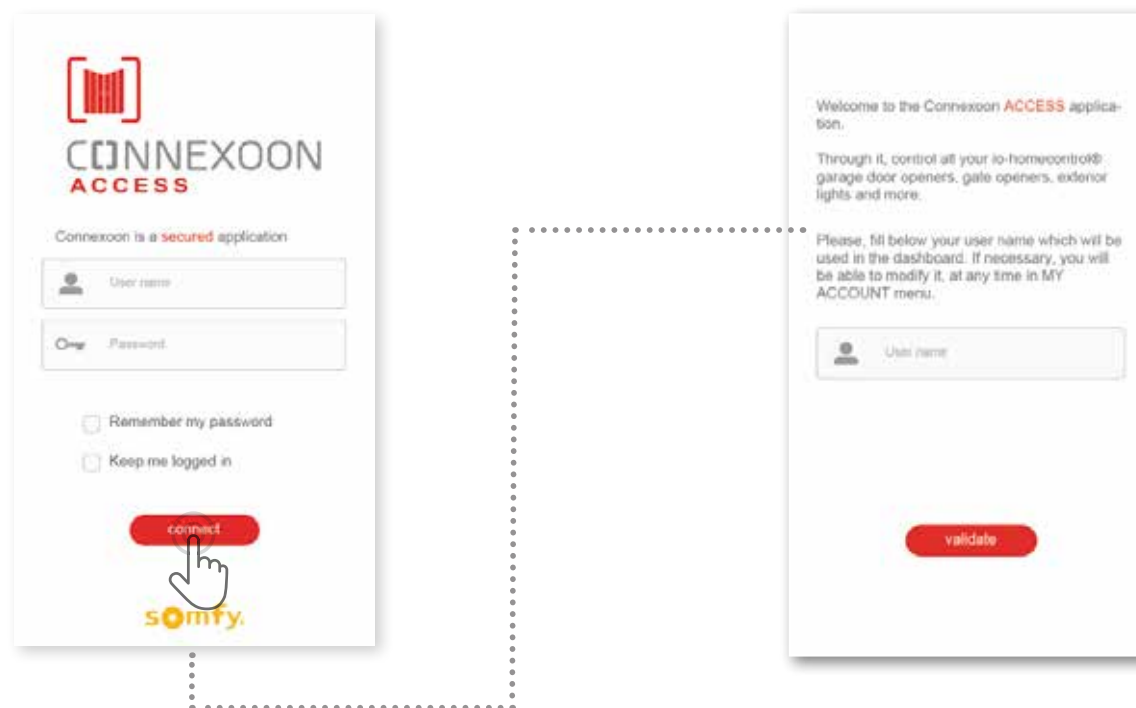 CONNEXOON
ACCESS
Connexoon is a secured application
User name
Password
Remember my password
Keep me logged in
connect
somfy.
Welcome to the Connexoon ACCESS applica-
tion.
Through it, control all your io-homecontrol®
garage door openers, gate openers, exterior
lights and more.
Please, fill below your user name which will be
used in the dashboard. If necessary, you will
be able to modify it, at any time in MY
ACCOUNT menu.
User name
validate